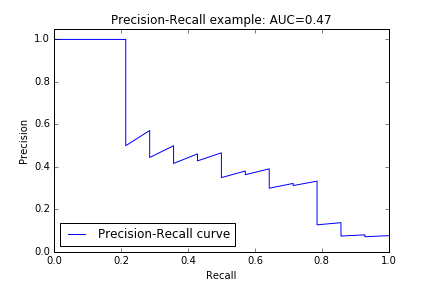 Precision-Recall example: AUC=0.47
1.0
0.8
0.6
0.4
0.2
0.0
Precision
Precision-Recall curve
0.0 0.2 0.4 0.6 0.8 1.0
Recall